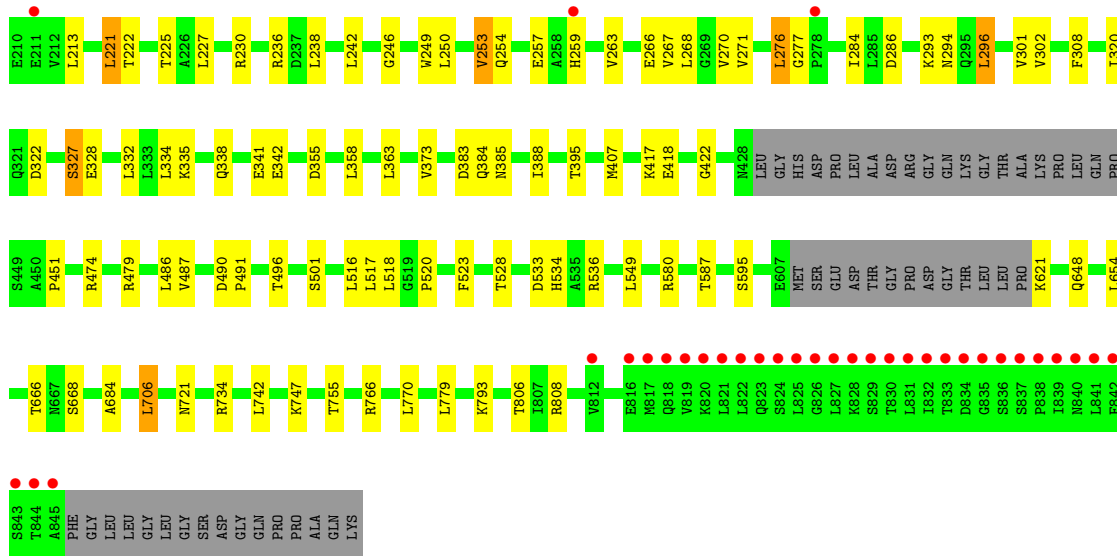 E210 E211 V212 L213 L221 T222 T225 A226 L227 R230 R236 D237 L238 L242 G246 W249 L250 V253 Q254 E257 A258 H259 V263 E266 V267 L268 G269 V270 V271 L276 G277 P278 I284 L285 D286 K293 N294 Q295 L296 V301 V302 F308
Q321 D322 S327 E328 L332 L333 L334 K335 Q338 E341 E342 D355 L358 L363 V373 D383 Q384 N385 I388 T395 M407 K417 E418 G422 N428 LEU GLY HIS ASP PRO LEU ALA ASP ARG GLY GLN LYS GLY THR ALA LYS PRO LEU GLN PRO
S449 A450 P451 R474 R479 L486 V487 D490 P491 T496 S501 L516 L517 L518 G519 P520 F523 T528 D533 H534 A535 R536 L549 R580 T587 S595 E607 MET SER GLU ASP THR GLY PRO ASP GLY THR LEU LEU PRO K621 Q648 L654
T666 N667 S668 A684 L706 N721 R734 L742 K747 T755 R766 L770 L779 K793 T806 I807 R808 V812 E816 M817 Q818 V819 K820 L821 L822 Q823 S824 L825 G826 L827 K828 S829 T830 L831 I832 T833 D834 G835 S836 S837 P838 I839 N840 L841
S843 T844 A845 PHE GLY LEU LEU GLY LEU GLY SER ASP GLY GLN PRO PRO ALA GLN LYS